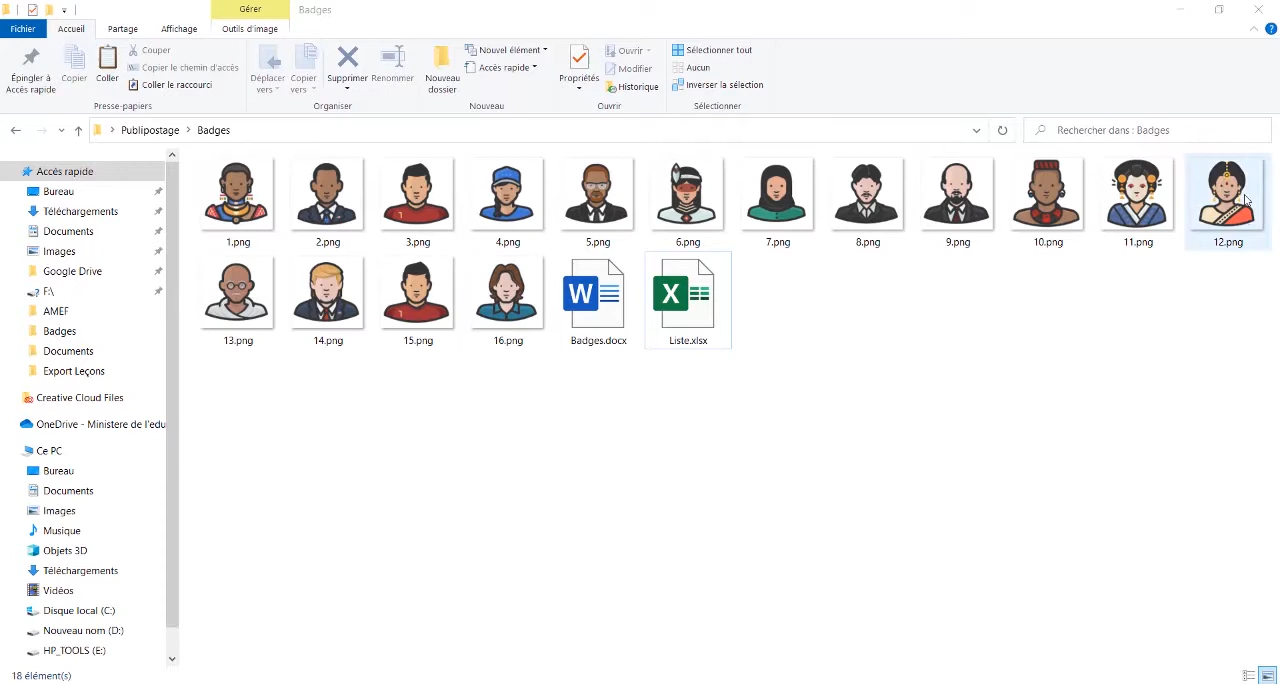 Gérer
Badges
Fichier
Accueil
Partage
Affichage
Outils d'image
Épingler à
Accès rapide
Copier
Coller
Couper
Copier le chemin d'accès
Coller le raccourci
Presse-papiers
Déplacer
vers
Copier
vers
Supprimer
Renommer
Organiser
Nouveau
dossier
Nouvel élément
Accès rapide
Nouveau
Propriétés
Ouvrir
Modifier
Historique
Ouvrir
Sélectionner tout
Aucun
Inverser la sélection
Sélectionner
Publipostage > Badges
Rechercher dans : Badges
Accès rapide
Bureau
Téléchargements
Documents
Images
Google Drive
F:\
AMEF
Badges
Documents
Export Leçons
Creative Cloud Files
OneDrive - Ministere de l'edu
Ce PC
Bureau
Documents
Images
Musique
Objets 3D
Téléchargements
Vidéos
Disque local (C:)
Nouveau nom (D:)
HP_TOOLS (E:)
1.png
2.png
3.png
4.png
5.png
6.png
7.png
8.png
9.png
10.png
11.png
12.png
13.png
14.png
15.png
16.png
W
Badges.docx
X
Liste.xlsx
18 élément(s)